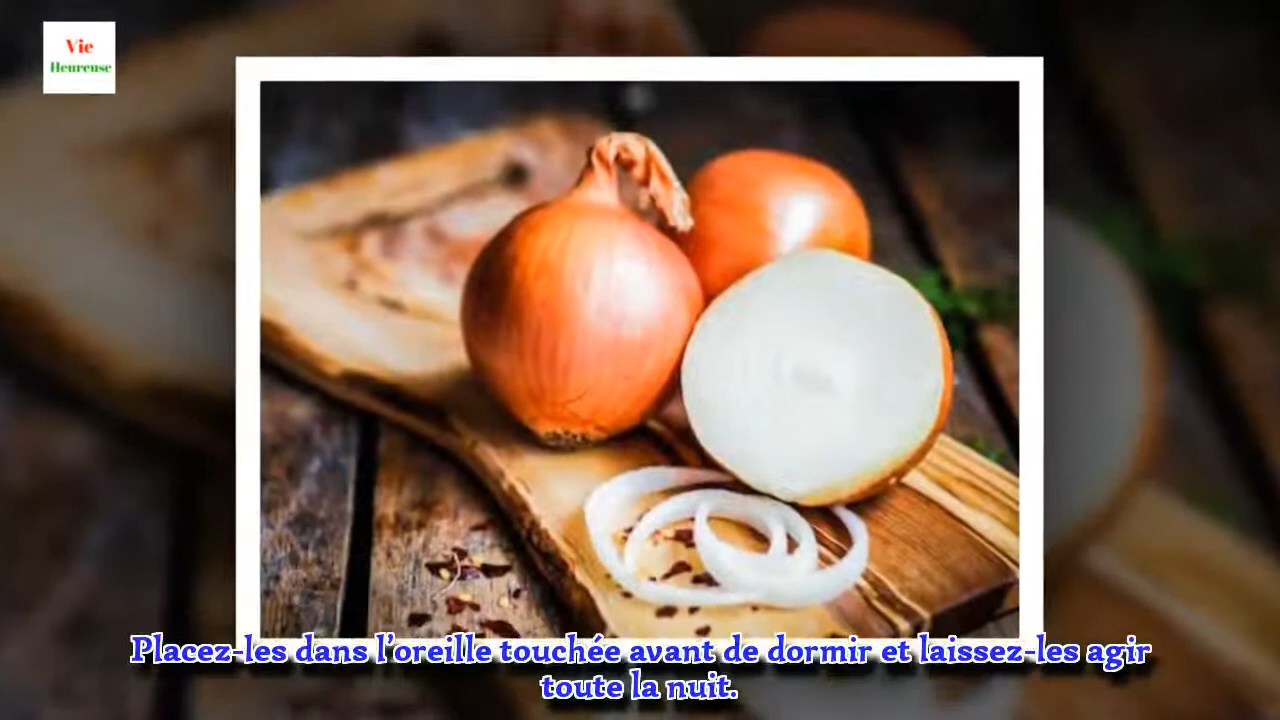 Vie
Heureuse
Placez-les dans l'oreille touchée avant de dormir et laissez-les agir
toute la nuit.